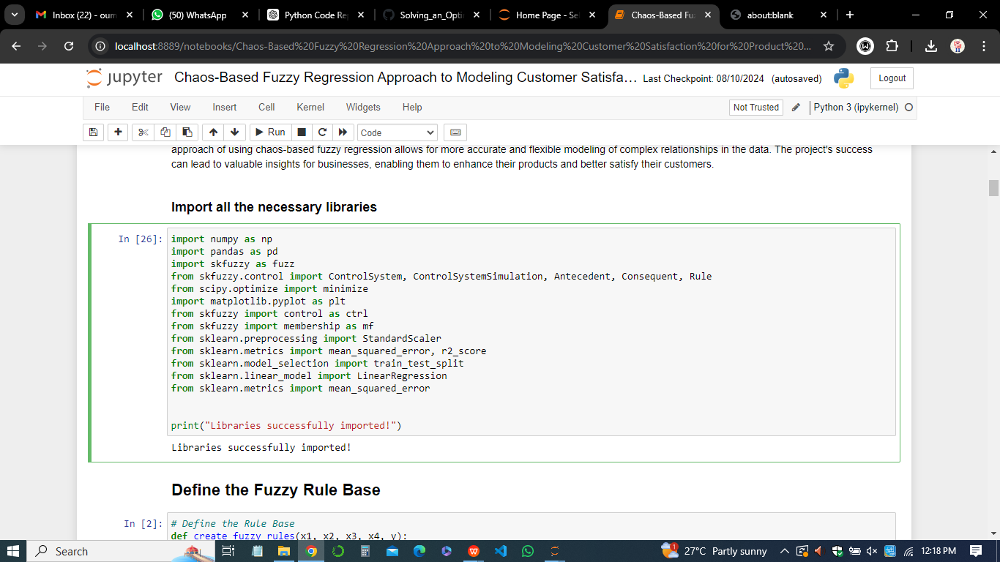 Inbox (22) - oum
(50) WhatsApp
Python Code Re
Solving_an_Opti
Home Page - Se
Chaos-Based Fu
about:blank
localhost:8889/notebooks/Chaos-Based%20Fuzzy%20Regression%20Approach%20to%20Modeling%20Customer%20Satisfaction%20for%20Product%20...
jupyter Chaos-Based Fuzzy Regression Approach to Modeling Customer Satisfa... Last Checkpoint: 08/10/2024 (autosaved) Logout
File Edit View Insert Cell Kernel Widgets Help Not Trusted Python 3 (ipykernel)
Run Code
approach of using chaos-based fuzzy regression allows for more accurate and flexible modeling of complex relationships in the data. The project's success
can lead to valuable insights for businesses, enabling them to enhance their products and better satisfy their customers.
Import all the necessary libraries
In [26]: import numpy as np
import pandas as pd
import skfuzzy as fuzz
from skfuzzy.control import ControlSystem, ControlSystemSimulation, Antecedent, Consequent, Rule
from scipy.optimize import minimize
import matplotlib.pyplot as plt
from skfuzzy import control as ctrl
from skfuzzy import membership as mf
from sklearn.preprocessing import StandardScaler
from sklearn.metrics import mean_squared_error, r2_score
from sklearn.model_selection import train_test_split
from sklearn.linear_model import LinearRegression
from sklearn.metrics import mean_squared_error
print("Libraries successfully imported!")
Libraries successfully imported!
Define the Fuzzy Rule Base
In [2]: # Define the Rule Base
def create_fuzzy_rules(x1, x2, x3, x4, y):
Search
27°C Partly sunny
12:18 PM